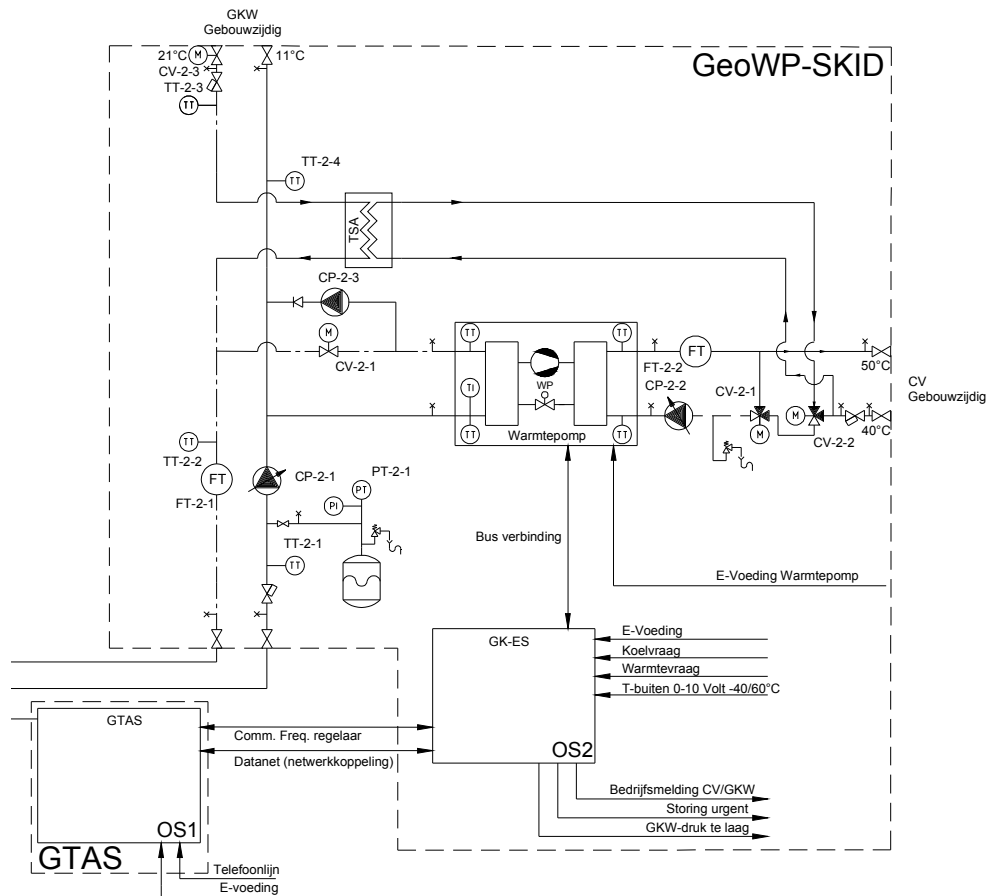 GKW
Gebouwzijdig
GeoWP-SKID
21°C
M
11°C
CV-2-3
TT-2-3
TT
TT-2-4
TT
TSA
CP-2-3
M
CV-2-1
TT
TT
TI
TT
TT
WP
Warmtepomp
FT-2-2
FT
CP-2-2
CV-2-1
M
M
CV-2-2
50°C
40°C
CV
Gebouwzijdig
TT
TT-2-2
FT
FT-2-1
CP-2-1
PT-2-1
PT
PI
TT-2-1
TT
Bus verbinding
E-Voeding Warmtepomp
GK-ES
OS2
E-Voeding
Koelvraag
Warmtevraag
T-buiten 0-10 Volt -40/60°C
GTAS
OS1
GTAS
Comm. Freq. regelaar
Datanet (netwerkkoppeling)
Bedrijfsmelding CV/GKW
Storing urgent
GKW-druk te laag
Telefoonlijn
E-voeding